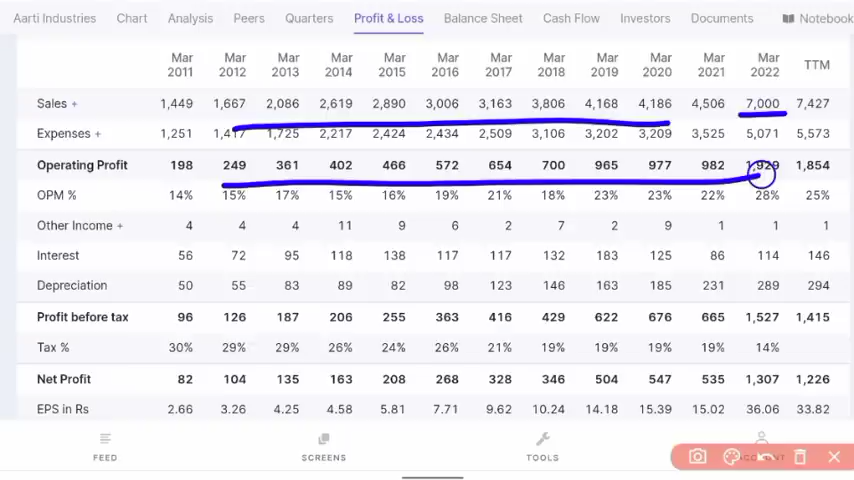 Aarti Industries Chart Analysis Peers Quarters Profit & Loss Balance Sheet Cash Flow Investors Documents Notebook
Mar 2011 Mar 2012 Mar 2013 Mar 2014 Mar 2015 Mar 2016 Mar 2017 Mar 2018 Mar 2019 Mar 2020 Mar 2021 Mar 2022 TTM
Sales + 1,449 1,667 2,086 2,619 2,890 3,006 3,163 3,806 4,168 4,186 4,506 7,000 7,427
Expenses + 1,251 1,417 1,725 2,217 2,424 2,434 2,509 3,106 3,202 3,209 3,525 5,071 5,573
Operating Profit 198 249 361 402 466 572 654 700 965 977 982 1,929 1,854
OPM % 14% 15% 17% 15% 16% 19% 21% 18% 23% 23% 22% 28% 25%
Other Income + 4 4 4 11 9 6 2 7 2 9 1 1 1
Interest 56 72 95 118 138 117 117 132 183 125 86 114 146
Depreciation 50 55 83 89 82 98 123 146 163 185 231 289 294
Profit before tax 96 126 187 206 255 363 416 429 622 676 665 1,527 1,415
Tax % 30% 29% 29% 26% 24% 26% 21% 19% 19% 19% 19% 14%
Net Profit 82 104 135 163 208 268 328 346 504 547 535 1,307 1,226
EPS in Rs 2.66 3.26 4.25 4.58 5.81 7.71 9.62 10.24 14.18 15.39 15.02 36.06 33.82
FEED SCREENS TOOLS